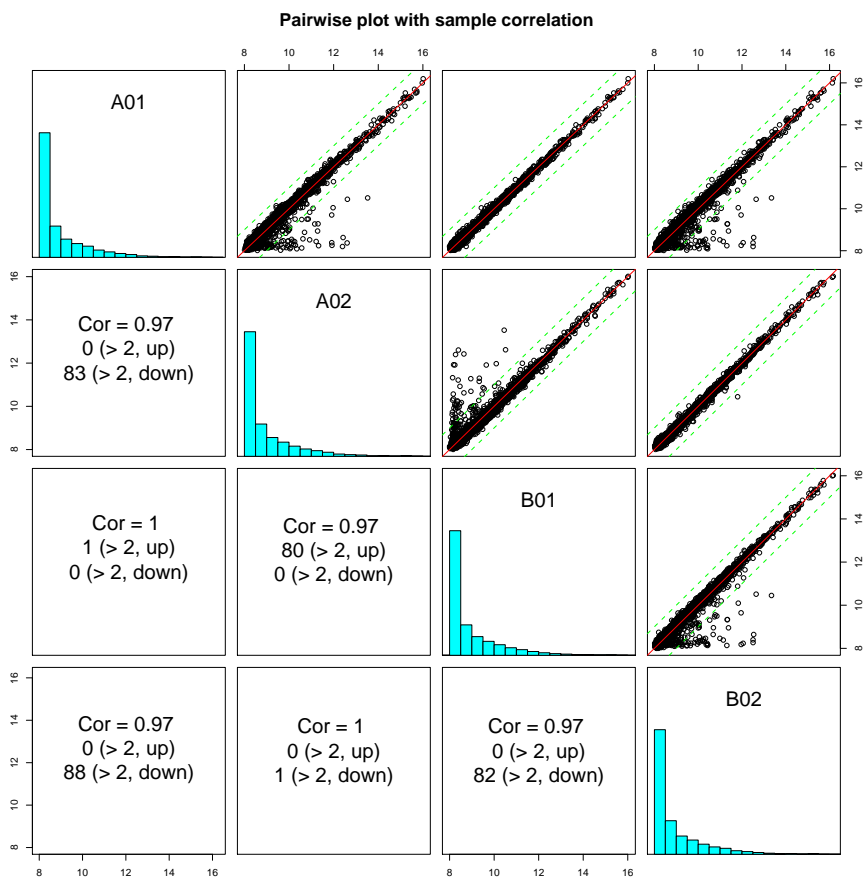 Pairwise plot with sample correlation
8 10 12 14 16
8 10 12 14 16
A01
8 10 12 14 16
8 10 12 14 16
Cor = 0.97
0 (> 2, up)
83 (> 2, down)
A02
Cor = 1
1 (> 2, up)
0 (> 2, down)
Cor = 0.97
80 (> 2, up)
0 (> 2, down)
B01
8 10 12 14 16
8 10 12 14 16
Cor = 0.97
0 (> 2, up)
88 (> 2, down)
Cor = 1
0 (> 2, up)
1 (> 2, down)
Cor = 0.97
0 (> 2, up)
82 (> 2, down)
B02
8 10 12 14 16
8 10 12 14 16